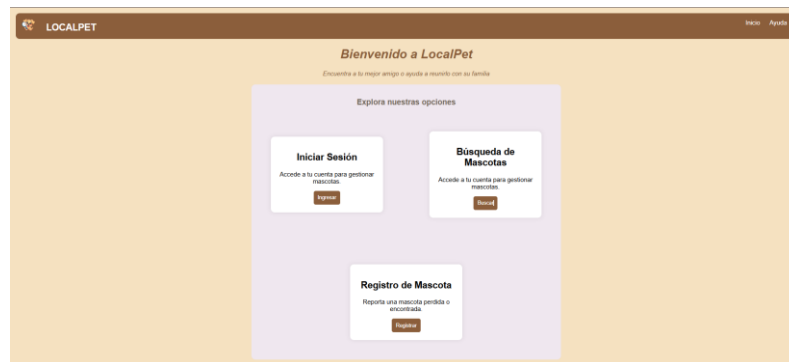 LOCALPET
Inicio Ayuda
Bienvenido a LocalPet
Encuentra a tu mejor amigo o ayuda a reunirlo con su familia
Explora nuestras opciones
Iniciar Sesión
Accede a tu cuenta para gestionar
mascotas.
Ingresar
Búsqueda de
Mascotas
Accede a tu cuenta para gestionar
mascotas.
Buscar
Registro de Mascota
Reporta una mascota perdida o
encontrada.
Registrar